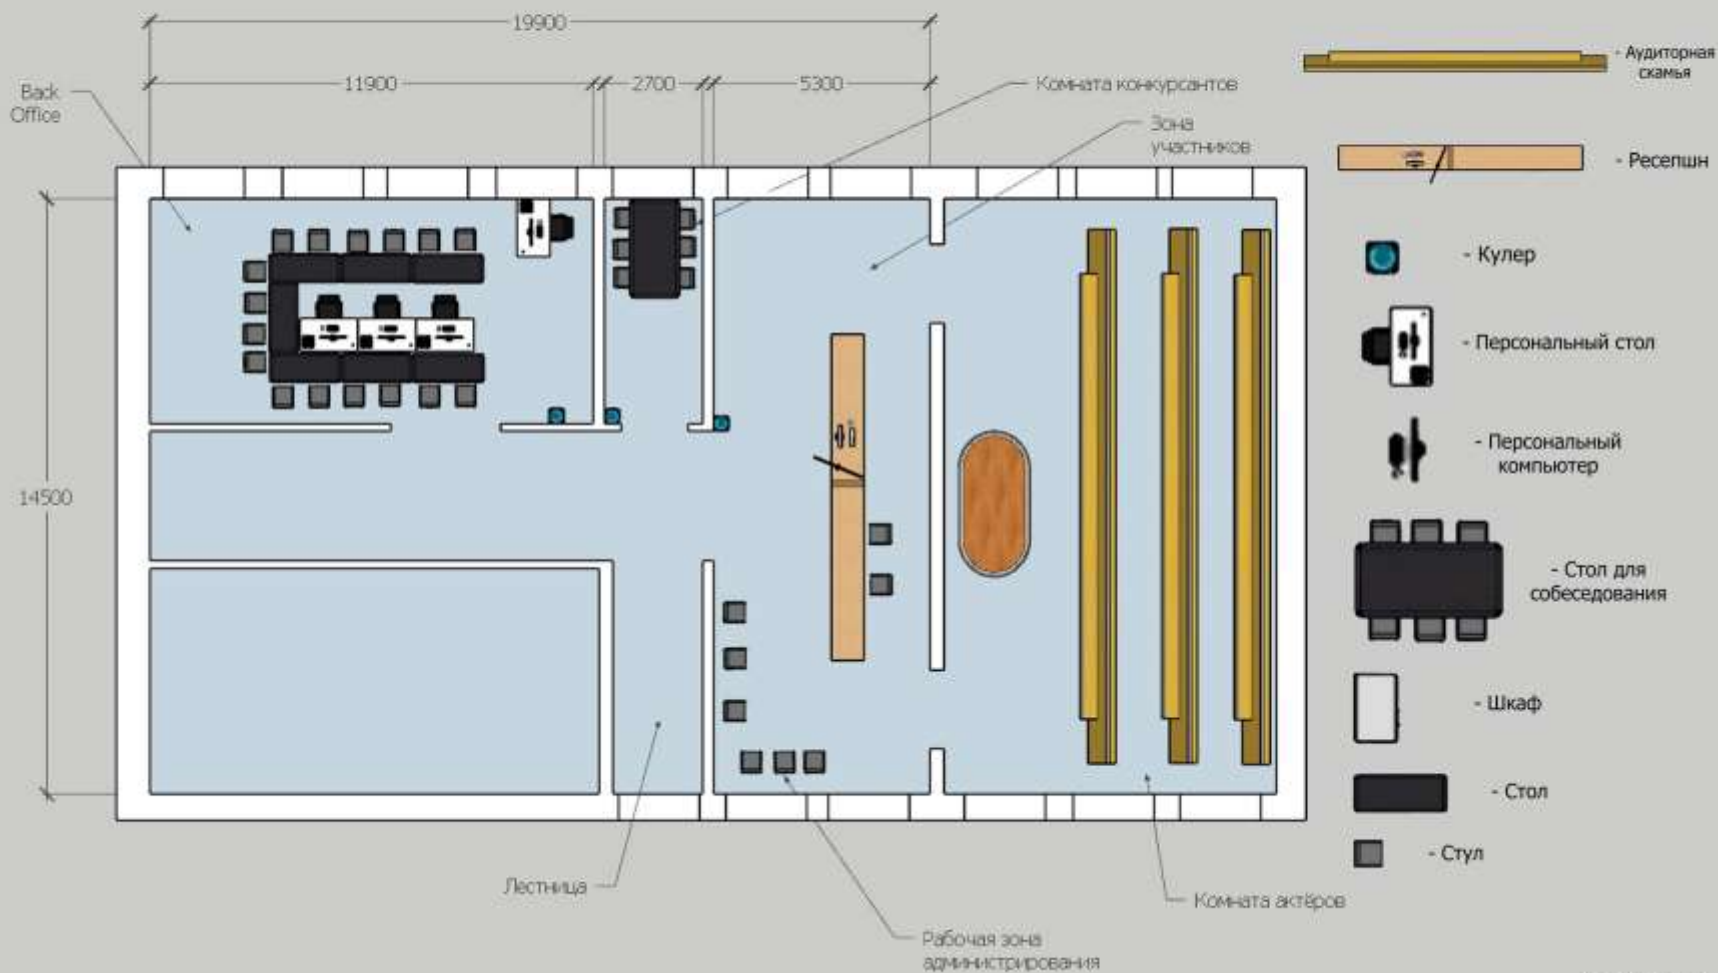 19900
11900
2700
5300
Back
Office
Комната конкурсантов
Зона
участников
14500
Лестница
Рабочая зона
администрирования
Комната актёров
- Аудиторная
скамья
- Ресепшн
- Кулер
- Персональный стол
- Персональный
компьютер
- Стол для
собеседования
- Шкаф
- Стол
- Стул